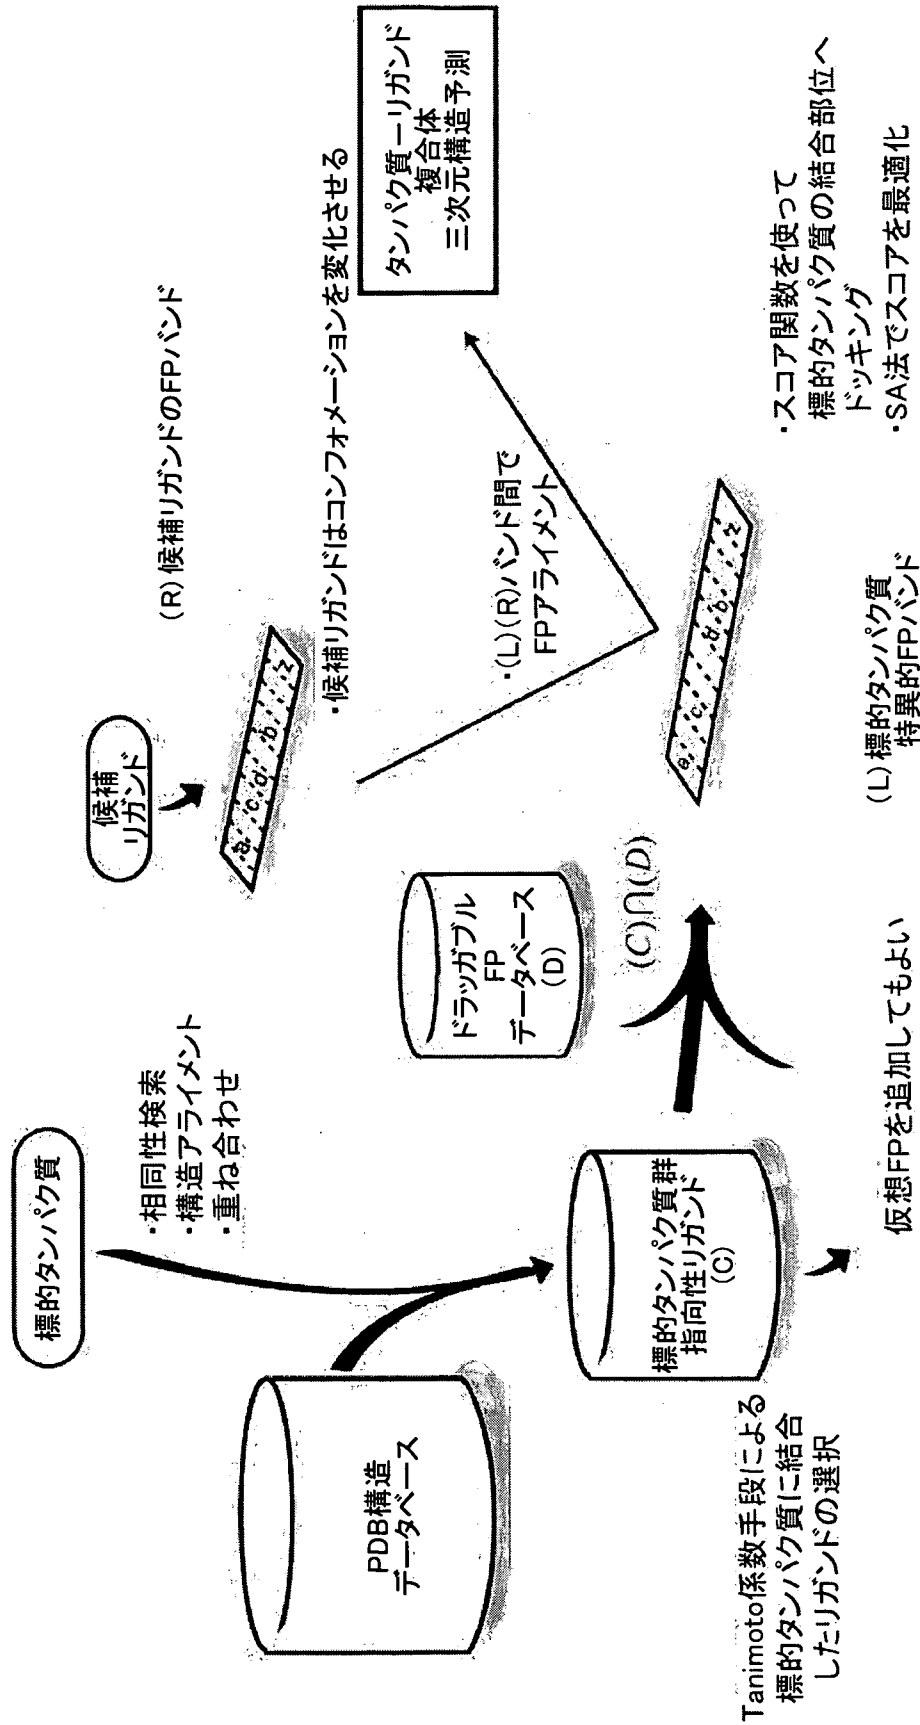 標的タンパク質
・相同性検索
・構造アライメント
・重ね合わせ
PDB構造
データベース
標的タンパク質群
指向性リガンド
(C)
Tanimoto係数手段による
標的タンパク質に結合
したリガンドの選択
仮想FPを追加してもよい
ドラッガブル
FP
データベース
(D)
(C)∩(D)
候補
リガンド
a c d b z
(R)候補リガンドのFPバンド
・候補リガンドはコンフォメーションを変化させる
・(L)(R)バンド間で
FPアライメント
e c d b z
(L)標的タンパク質
特異的FPバンド
タンパク質ーリガンド
複合体
三次元構造予測
・スコア関数を使って
標的タンパク質の結合部位へ
ドッキング
・SA法でスコアを最適化